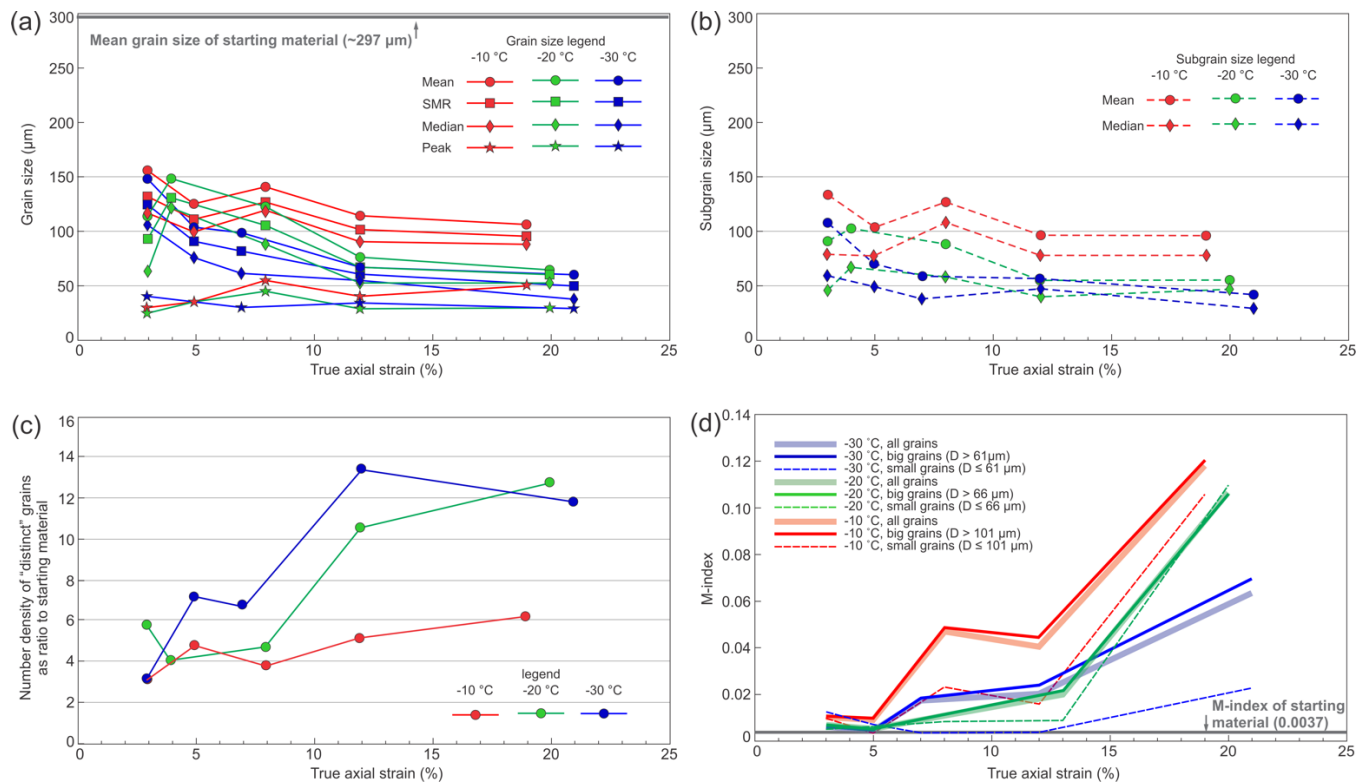 (a)
300
250
200
150
100
50
0
Grain size (µm)
Mean grain size of starting material (~297 µm)
Grain size legend
-10 °C -20 °C -30 °C
Mean
SMR
Median
Peak
0 5 10 15 20 25
True axial strain (%)
(b)
300
250
200
150
100
50
0
Subgrain size (µm)
Subgrain size legend
-10 °C -20 °C -30 °C
Mean
Median
0 5 10 15 20 25
True axial strain (%)
(c)
16
14
12
10
8
6
4
2
0
Number density of “distinct” grains
as ratio to starting material
legend
-10 °C -20 °C -30 °C
0 5 10 15 20 25
True axial strain (%)
(d)
0.14
0.12
0.10
0.08
0.06
0.04
0.02
0
M-index
-30 °C, all grains
-30 °C, big grains (D > 61µm)
-30 °C, small grains (D ≤ 61 µm)
-20 °C, all grains
-20 °C, big grains (D > 66 µm)
-20 °C, small grains (D ≤ 66 µm)
-10 °C, all grains
-10 °C, big grains (D > 101 µm)
-10 °C, small grains (D ≤ 101 µm)
M-index of starting
material (0.0037)
0 5 10 15 20 25
True axial strain (%)